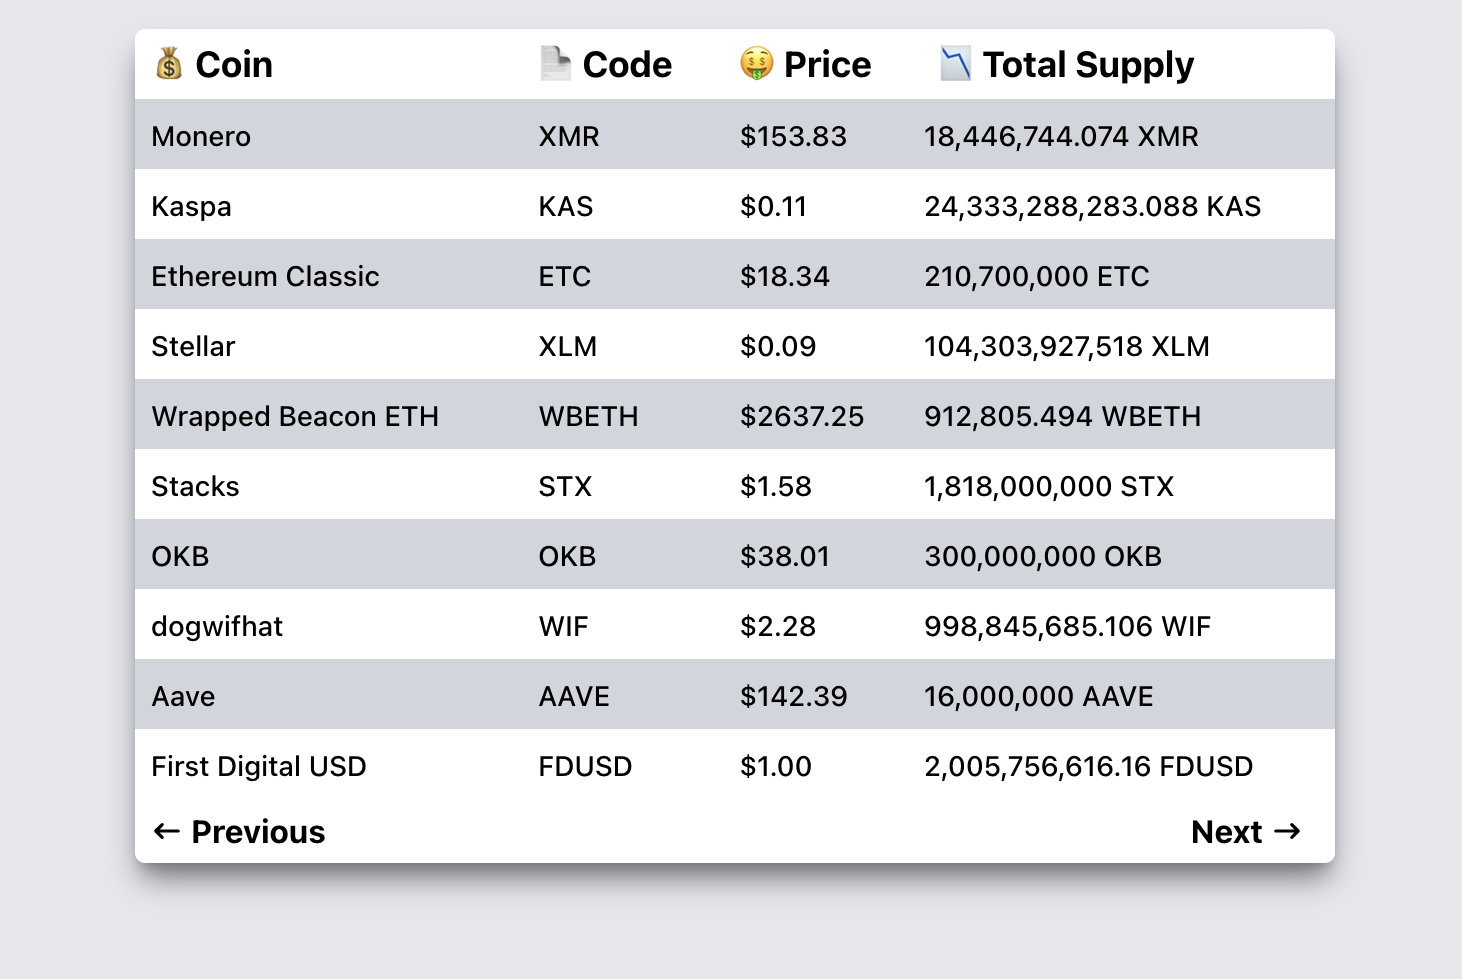 💰 Coin 📄 Code 🤑 Price 📉 Total Supply
Monero XMR $153.83 18,446,744.074 XMR
Kaspa KAS $0.11 24,333,288,283.088 KAS
Ethereum Classic ETC $18.34 210,700,000 ETC
Stellar XLM $0.09 104,303,927,518 XLM
Wrapped Beacon ETH WBETH $2637.25 912,805.494 WBETH
Stacks STX $1.58 1,818,000,000 STX
OKB OKB $38.01 300,000,000 OKB
dogwifhat WIF $2.28 998,845,685.106 WIF
Aave AAVE $142.39 16,000,000 AAVE
First Digital USD FDUSD $1.00 2,005,756,616.16 FDUSD
← Previous Next →